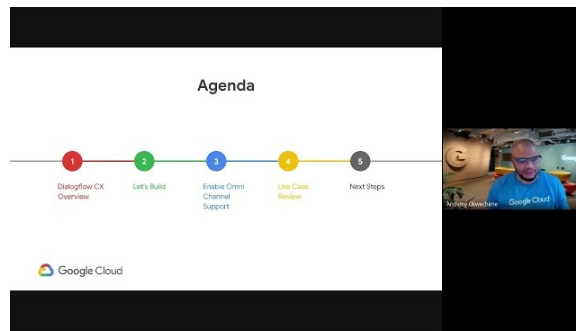 Agenda
1
2
3
4
5
Dialogflow CX
Overview
Let's Build
Enable Omni
Channel
Support
Use Case
Review
Next Steps
Google Cloud
Google Cloud
Anthony